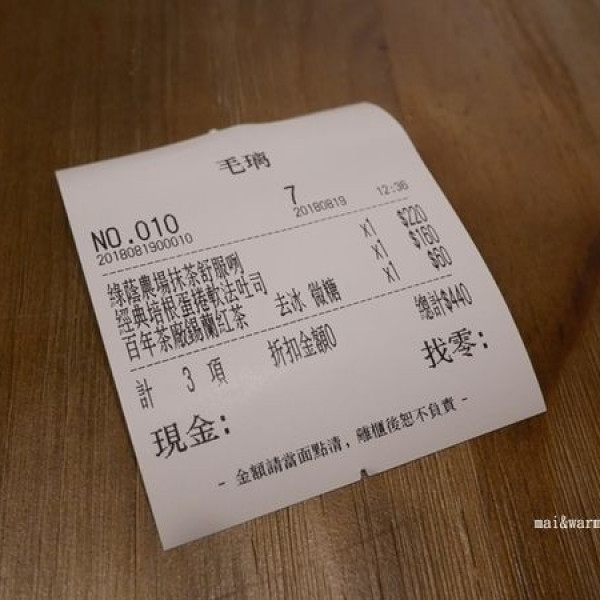 毛璃
NO.010 7 12:36
2018081900010 20180819
綠蔭農場抹茶舒服咧 x1 $220
經典培根蛋捲軟法吐司 x1 $160
百年茶廠錫蘭紅茶 去冰 微糖 x1 $60
計 3 項 折扣金額0 總計$440
現金: 找零:
- 金額請當面點清，離櫃後恕不負責 -
mai&warm